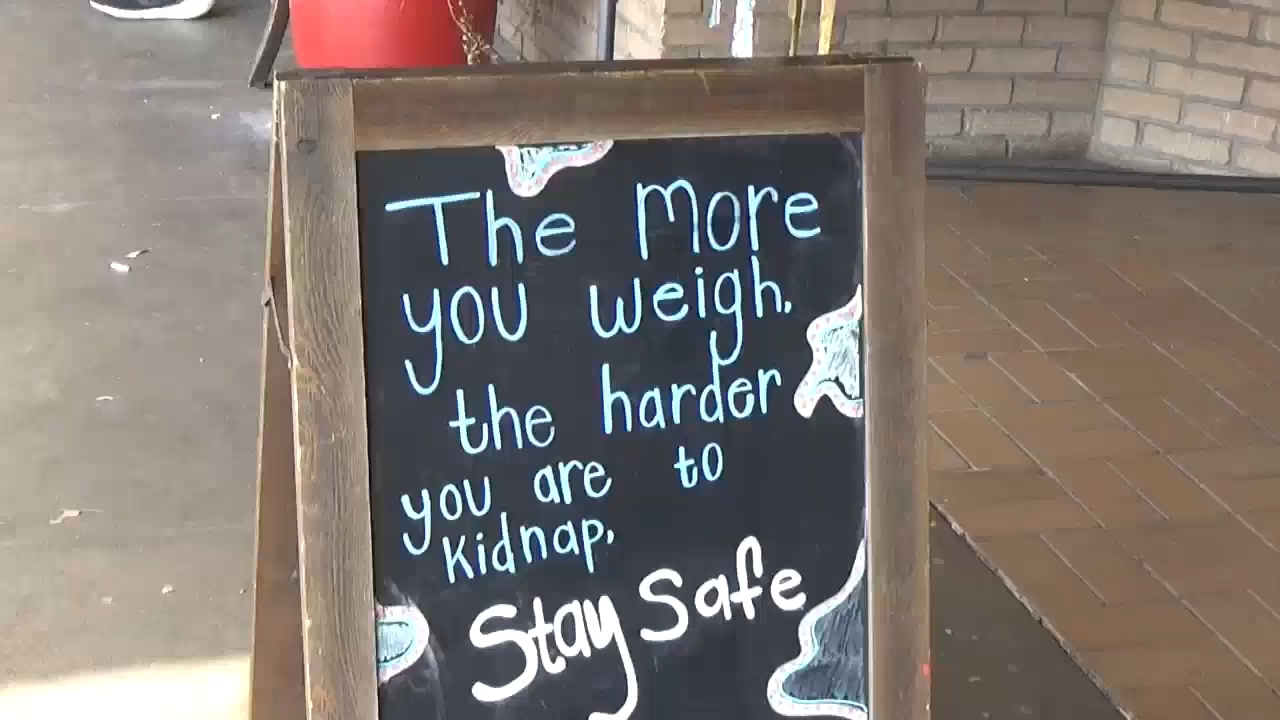 The More
you weigh,
the harder
you are to
kidnap.
Stay Safe